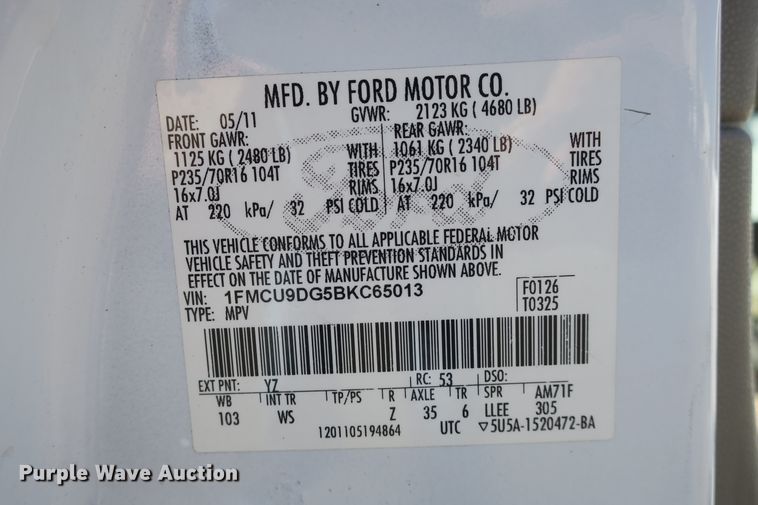 MFD. BY FORD MOTOR CO.
DATE: 05/11 GVWR: 2123 KG ( 4680 LB)
FRONT GAWR: REAR GAWR:
1125 KG ( 2480 LB) WITH 1061 KG ( 2340 LB) WITH
P235/70R16 104T TIRES P235/70R16 104T TIRES
16x7.0J RIMS 16x7.0J RIMS
AT 220 kPa/ 32 PSI COLD AT 220 kPa/ 32 PSI COLD
THIS VEHICLE CONFORMS TO ALL APPLICABLE FEDERAL MOTOR
VEHICLE SAFETY AND THEFT PREVENTION STANDARDS IN
EFFECT ON THE DATE OF MANUFACTURE SHOWN ABOVE.
VIN: 1FMCU9DG5BKC65013 F0126
TYPE: MPV T0325
EXT PNT: YZ RC: 53 DSO:
WB INT TR TP/PS R AXLE TR SPR AM71F
103 WS Z 35 6 LLEE 305
1201105194864 UTC ▽5U5A-1520472-BA
Purple Wave Auction